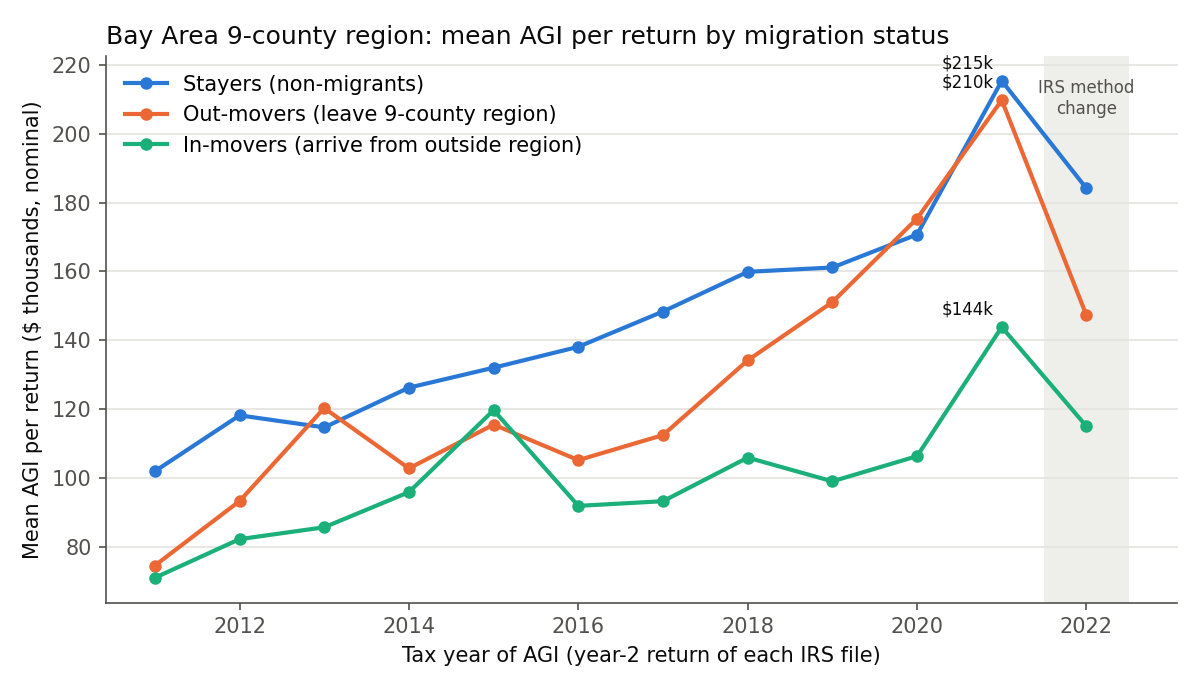 Bay Area 9-county region: mean AGI per return by migration status
Mean AGI per return ($ thousands, nominal)
220
200
180
160
140
120
100
80
Stayers (non-migrants)
Out-movers (leave 9-county region)
In-movers (arrive from outside region)
$215k
$210k
$144k
IRS method
change
2012
2014
2016
2018
2020
2022
Tax year of AGI (year-2 return of each IRS file)